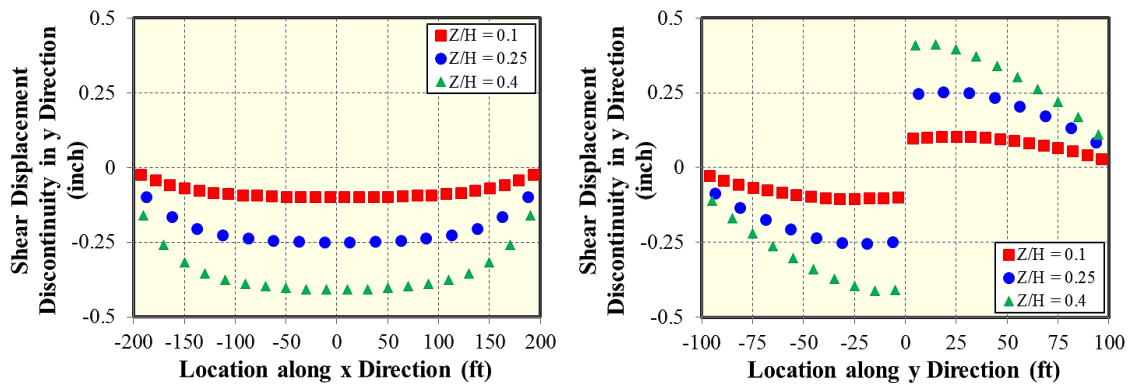 Shear Displacement
Discontinuity in y Direction
(inch)
0.5
0.25
0
-0.25
-0.5
Z/H = 0.1
Z/H = 0.25
Z/H = 0.4
-200 -150 -100 -50 0 50 100 150 200
Location along x Direction (ft)
Shear Displacement
Discontinuity in y Direction
(inch)
0.5
0.25
0
-0.25
-0.5
Z/H = 0.1
Z/H = 0.25
Z/H = 0.4
-100 -75 -50 -25 0 25 50 75 100
Location along y Direction (ft)